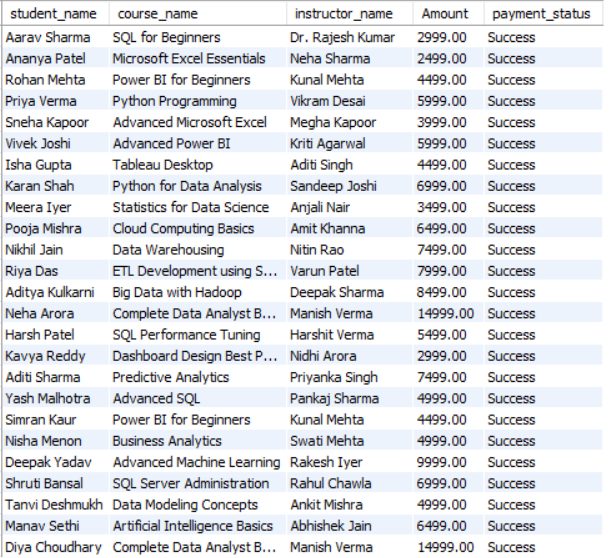 student_name course_name instructor_name Amount payment_status
Aarav Sharma SQL for Beginners Dr. Rajesh Kumar 2999.00 Success
Ananya Patel Microsoft Excel Essentials Neha Sharma 2499.00 Success
Rohan Mehta Power BI for Beginners Kunal Mehta 4499.00 Success
Priya Verma Python Programming Vikram Desai 5999.00 Success
Sneha Kapoor Advanced Microsoft Excel Megha Kapoor 3999.00 Success
Vivek Joshi Advanced Power BI Kriti Agarwal 5999.00 Success
Isha Gupta Tableau Desktop Aditi Singh 4499.00 Success
Karan Shah Python for Data Analysis Sandeep Joshi 6999.00 Success
Meera Iyer Statistics for Data Science Anjali Nair 3499.00 Success
Pooja Mishra Cloud Computing Basics Amit Khanna 6499.00 Success
Nikhil Jain Data Warehousing Nitin Rao 7499.00 Success
Riya Das ETL Development using S... Varun Patel 7999.00 Success
Aditya Kulkarni Big Data with Hadoop Deepak Sharma 8499.00 Success
Neha Arora Complete Data Analyst B... Manish Verma 14999.00 Success
Harsh Patel SQL Performance Tuning Harshit Verma 5499.00 Success
Kavya Reddy Dashboard Design Best P... Nidhi Arora 2999.00 Success
Aditi Sharma Predictive Analytics Priyanka Singh 7499.00 Success
Yash Malhotra Advanced SQL Pankaj Sharma 4999.00 Success
Simran Kaur Power BI for Beginners Kunal Mehta 4499.00 Success
Nisha Menon Business Analytics Swati Mehta 4999.00 Success
Deepak Yadav Advanced Machine Learning Rakesh Iyer 9999.00 Success
Shruti Bansal SQL Server Administration Rahul Chawla 6999.00 Success
Tanvi Deshmukh Data Modeling Concepts Ankit Mishra 4999.00 Success
Manav Sethi Artificial Intelligence Basics Abhishek Jain 6499.00 Success
Diya Choudhary Complete Data Analyst B... Manish Verma 14999.00 Success